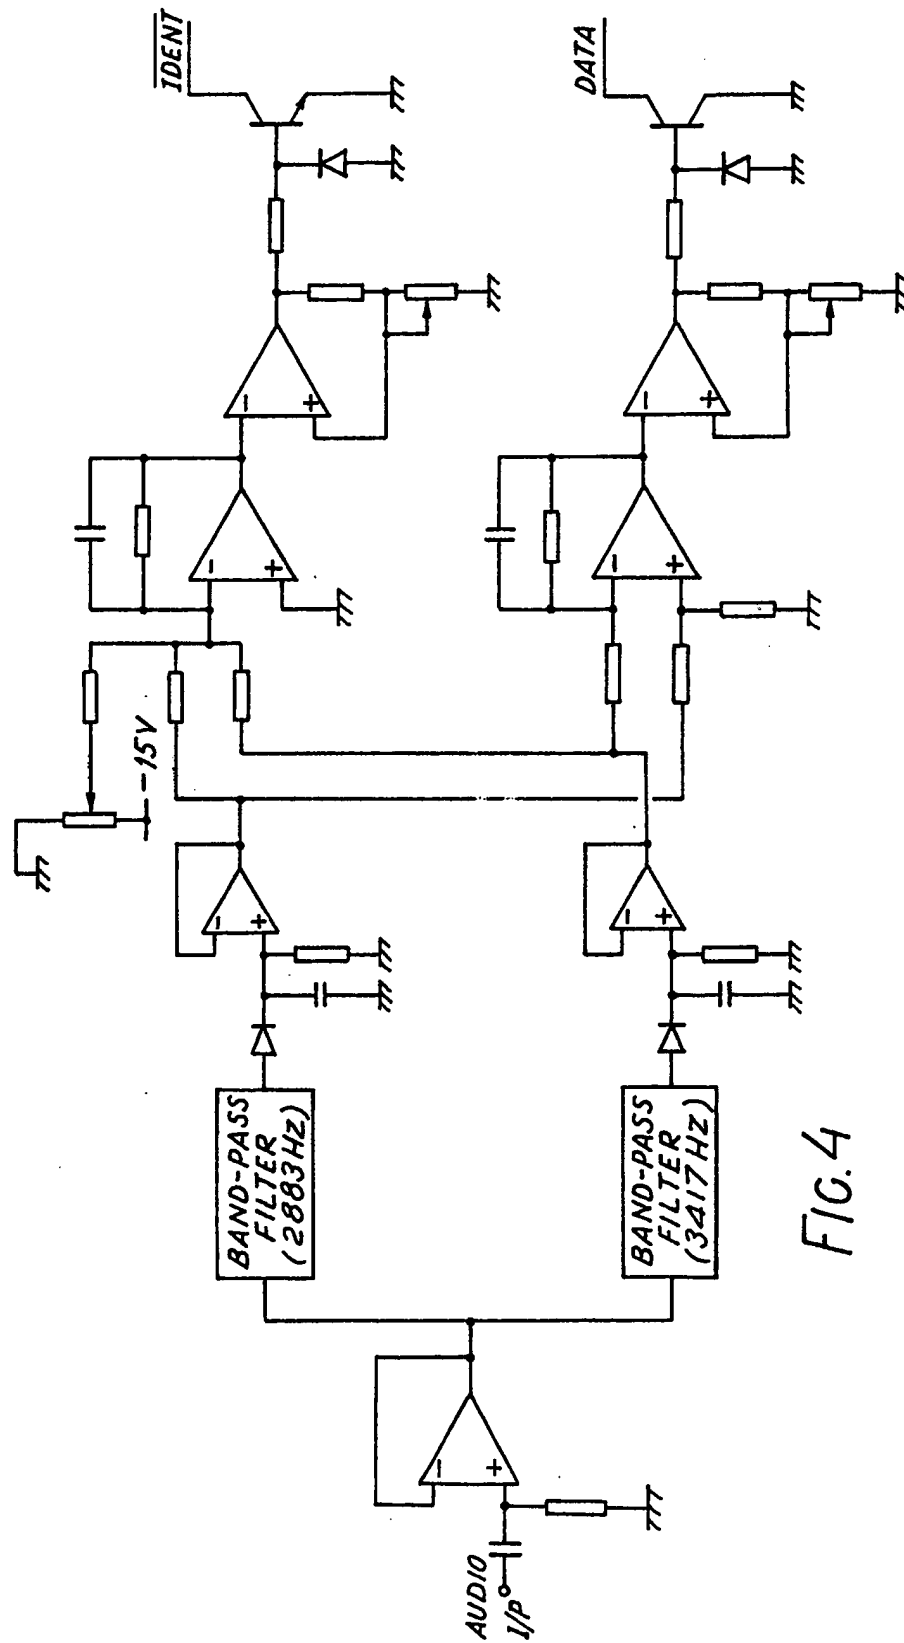 AUDIO
I/P
BAND-PASS
FILTER
(2883Hz)
BAND-PASS
FILTER
(3417Hz)
-15V
- +
- +
- +
- +
- +
- +
- +
IDENT
DATA
FIG.4